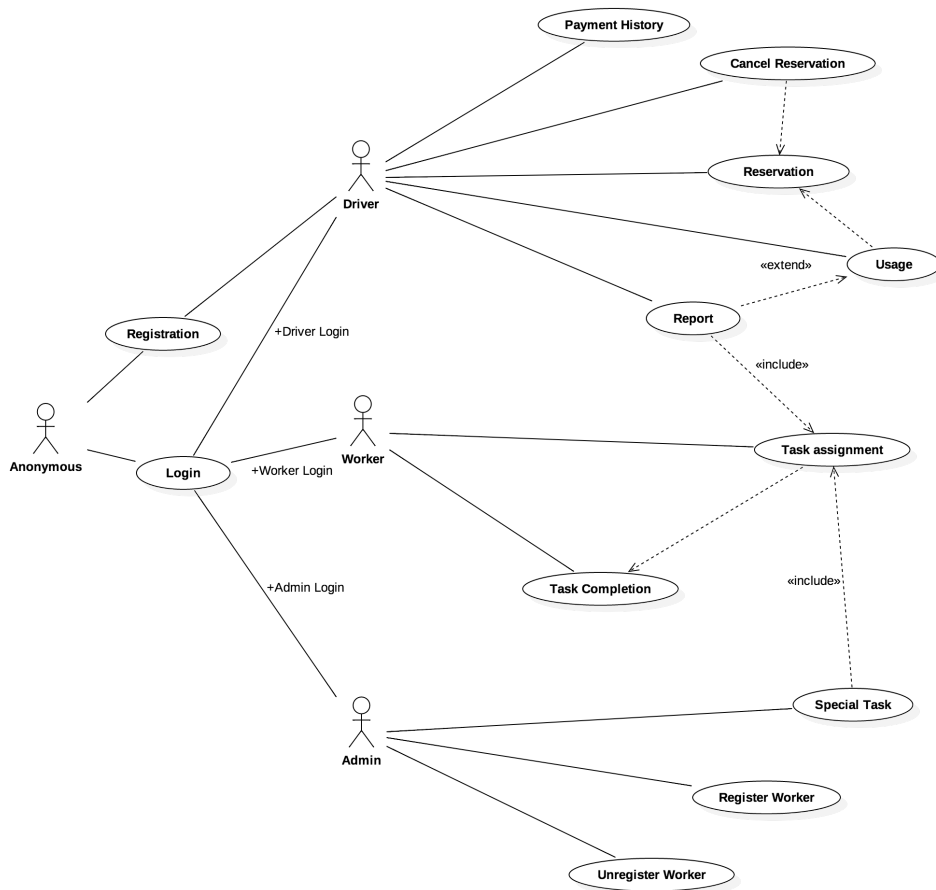 Payment History
Cancel Reservation
Reservation
Driver
Usage
«extend»
Report
Registration
+Driver Login
«include»
Anonymous
Worker
Task assignment
Login
+Worker Login
Task Completion
«include»
+Admin Login
Special Task
Admin
Register Worker
Unregister Worker